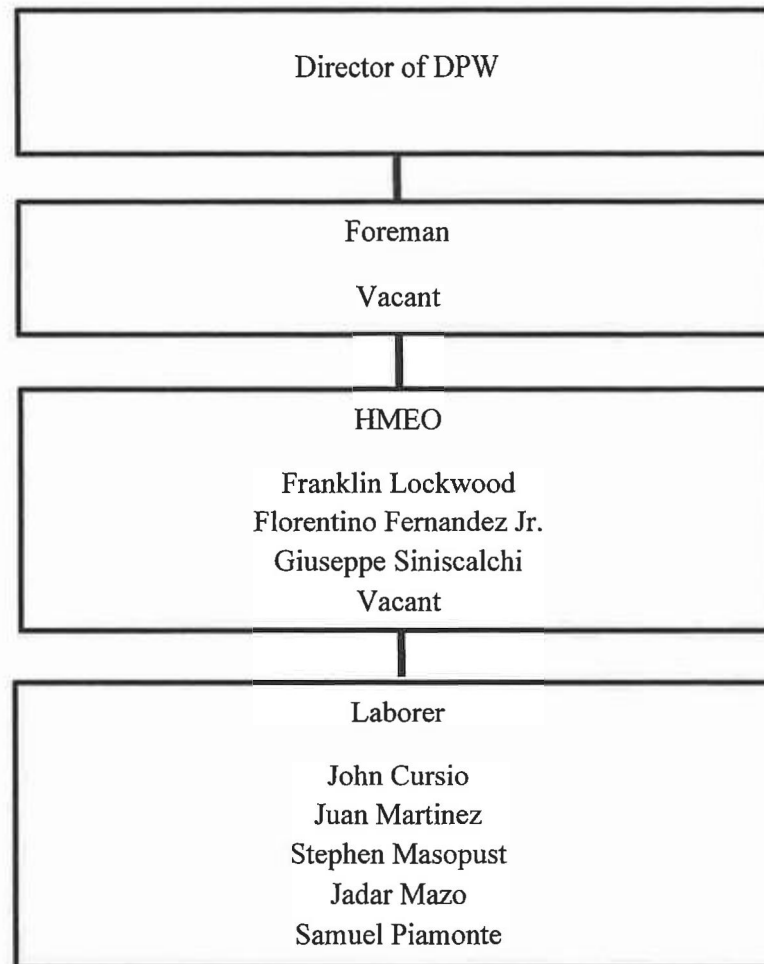 Director of DPW
Foreman
Vacant
HMEO
Franklin Lockwood
Florentino Fernandez Jr.
Giuseppe Siniscalchi
Vacant
Laborer
John Cursio
Juan Martinez
Stephen Masopust
Jadar Mazo
Samuel Piamonte